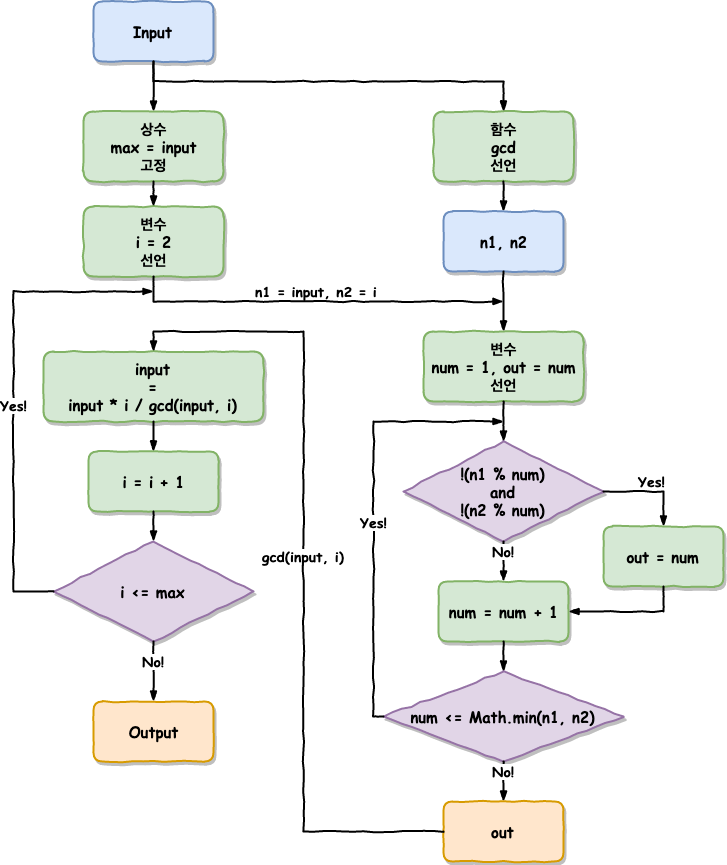 Input
상수
max = input
고정
함수
gcd
선언
변수
i = 2
선언
n1, n2
n1 = input, n2 = i
변수
num = 1, out = num
선언
input
=
input * i / gcd(input, i)
Yes!
i = i + 1
!(n1 % num)
and
!(n2 % num)
Yes!
Yes!
No!
gcd(input, i)
out = num
i <= max
num = num + 1
No!
num <= Math.min(n1, n2)
Output
No!
out